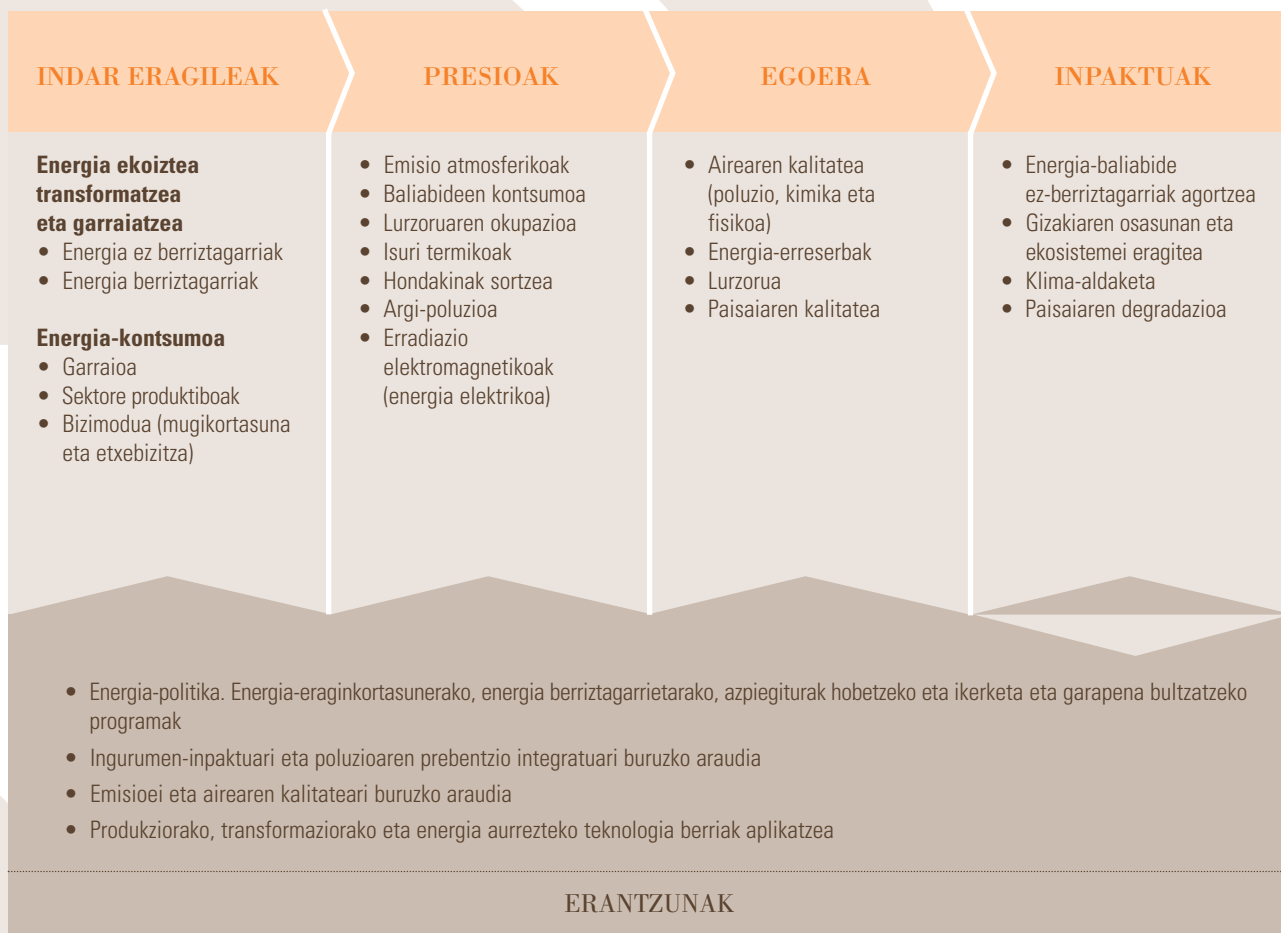 INDAR ERAGILEAK
Energia ekoiztea
transformatzea
eta garraiatzea
• Energia ez berriztagarriak
• Energia berriztagarriak
Energia-kontsumoa
• Garraioa
• Sektore produktiboak
• Bizimodua (mugikortasuna
eta etxebizitza)
PRESIOAK
• Emisio atmosferikoak
• Baliabideen kontsumoa
• Lurzoruaren okupazioa
• Isuri termikoak
• Hondakinak sortzea
• Argi-poluzioa
• Erradiazio
elektromagnetikoak
(energia elektrikoa)
EGOERA
• Airearen kalitatea
(poluzio, kimika eta
fisikoa)
• Energia-erreserbak
• Lurzorua
• Paisaiaren kalitatea
INPAKTUAK
• Energia-baliabide
ez-berriztagarriak agortzea
• Gizakiaren osasunan eta
ekosistemei eragitea
• Klima-aldaketa
• Paisaiaren degradazioa
• Energia-politika. Energia-eraginkortasunerako, energia berriztagarrietarako, azpiegiturak hobetzeko eta ikerketa eta garapena bultzatzeko
programak
• Ingurumen-inpaktuari eta poluzioaren prebentzio integratuari buruzko araudia
• Emisioei eta airearen kalitateari buruzko araudia
• Produkziorako, transformaziorako eta energia aurrezteko teknologia berriak aplikatzea
ERANTZUNAK